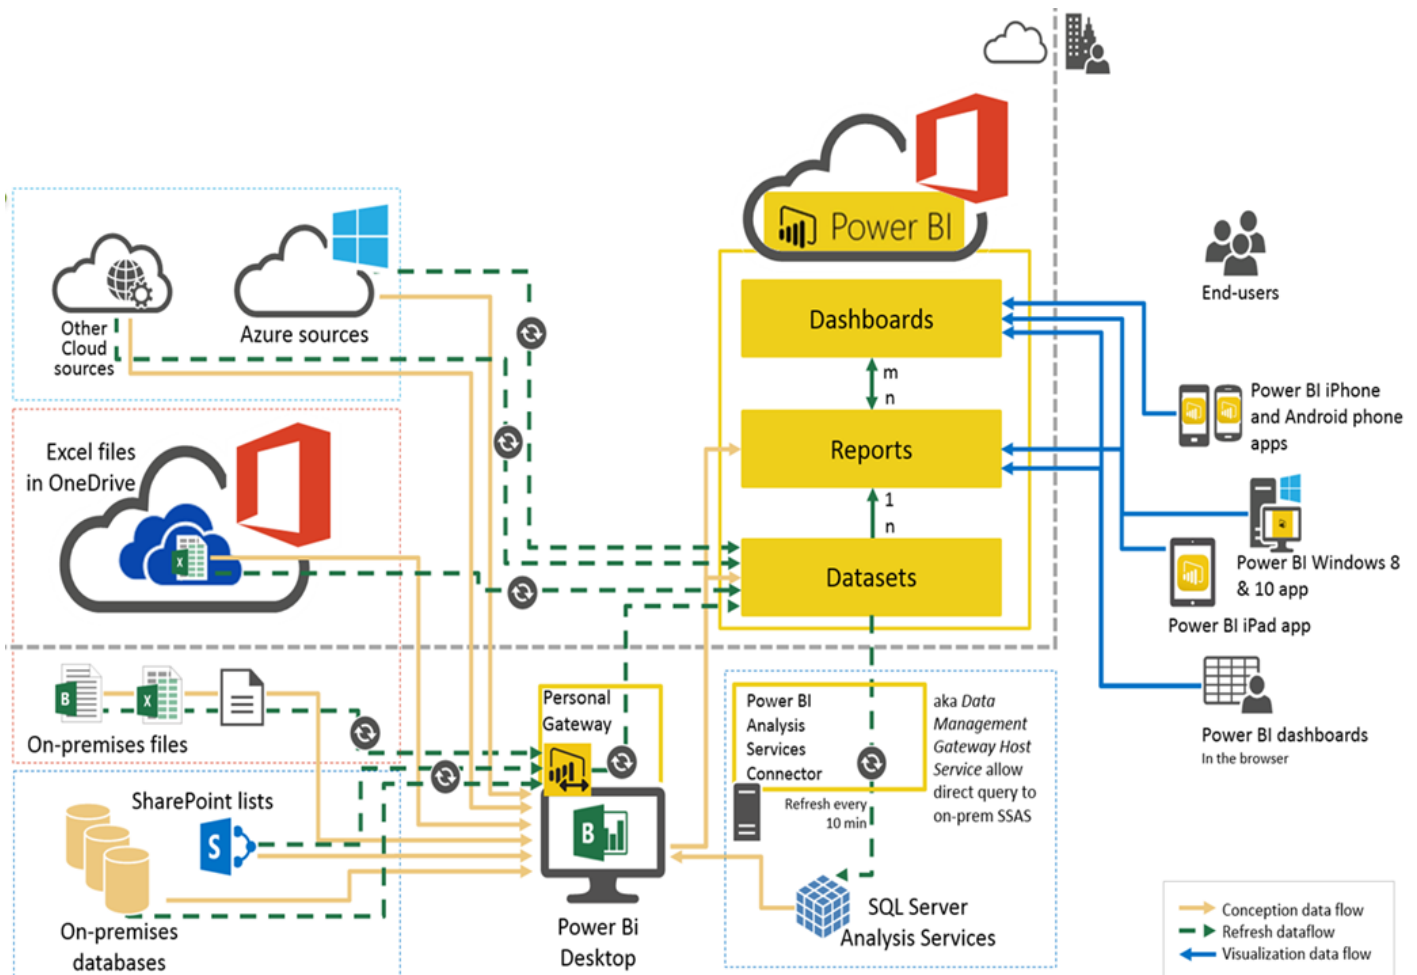 Power BI
Other
Cloud
sources
Azure sources
Dashboards
m
n
End-users
Excel files
in OneDrive
X
Reports
1
n
Datasets
Power BI iPhone
and Android phone
apps
Power BI Windows 8
& 10 app
Power BI iPad app
Power BI dashboards
In the browser
B
X
On-premises files
Personal
Gateway
Power BI
Analysis
Services
Connector
aka Data
Management
Gateway Host
Service allow
direct query to
on-prem SSAS
Refresh every
10 min
SharePoint lists
S
B
On-premises
databases
Power Bi
Desktop
SQL Server
Analysis Services
Conception data flow
Refresh dataflow
Visualization data flow